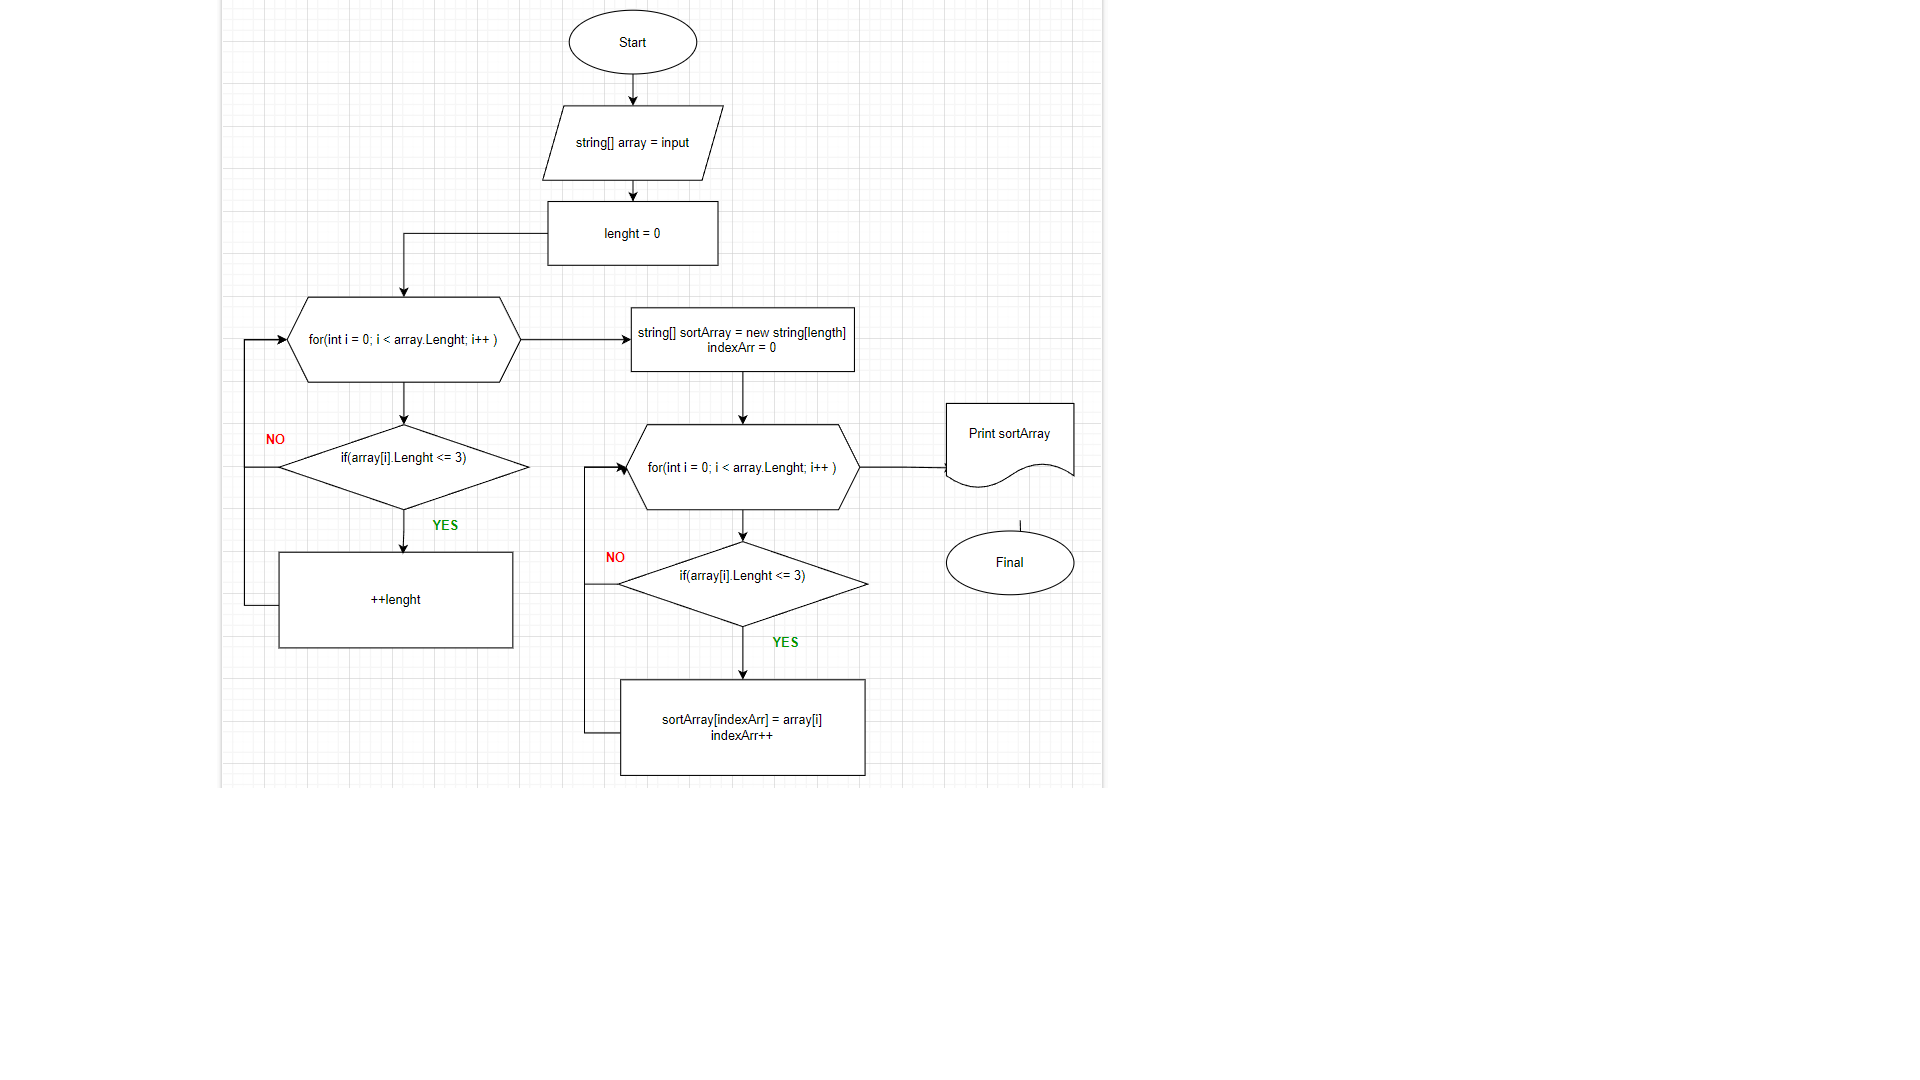 Start
string[] array = input
lenght = 0
for(int i = 0; i < array.Lenght; i++ )
string[] sortArray = new string[length]
indexArr = 0
if(array[i].Lenght <= 3)
NO
YES
++lenght
for(int i = 0; i < array.Lenght; i++ )
if(array[i].Lenght <= 3)
NO
YES
sortArray[indexArr] = array[i]
indexArr++
Print sortArray
Final